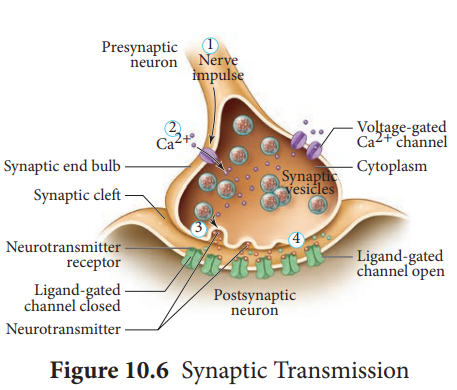 Presynaptic
neuron
1
Nerve
impulse
2
Ca2+
Voltage-gated
Ca2+ channel
Synaptic end bulb
Cytoplasm
Synaptic
vesicles
Synaptic cleft
3
4
Neurotransmitter
receptor
Ligand-gated
channel open
Ligand-gated
channel closed
Postsynaptic
neuron
Neurotransmitter
Figure 10.6 Synaptic Transmission